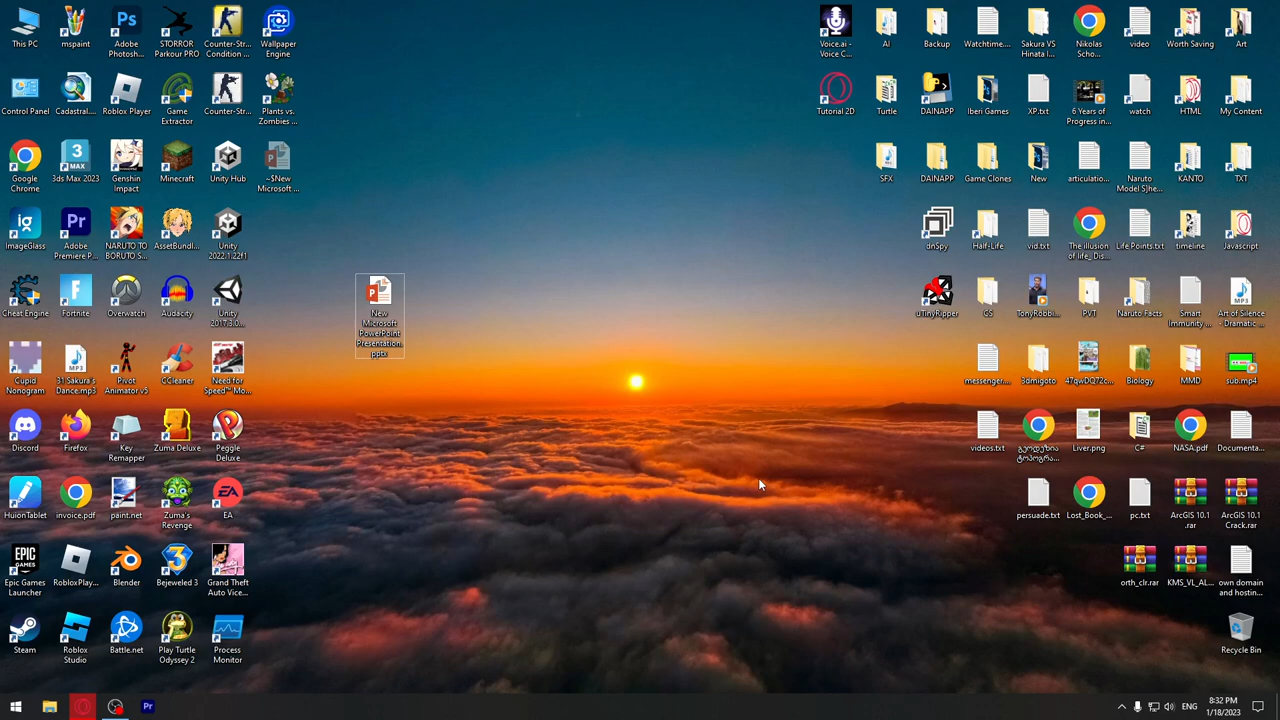 This PC
mspaint
Adobe
Photosh...
STORROR
Parkour PRO
Counter-Str...
Condition ...
Wallpaper
Engine
Control Panel
Cadastral...
Roblox Player
Game
Extractor
Counter-Str...
Plants vs.
Zombies ...
Google
Chrome
3ds Max 2023
Genshin
Impact
Minecraft
Unity Hub
~$New
Microsoft ...
ImageGlass
Adobe
Premiere P...
NARUTO TO
BORUTO S...
AssetBundl...
Unity
2022.1.22f1
Cheat Engine
Fortnite
Overwatch
Audacity
Unity
2017.3.0...
New
Microsoft
PowerPoint
Presentation.
pptx
Cupid
Nonogram
31 Sakura's
Dance.mp3
Pivot
Animator v5
CCleaner
Need for
Speed™ Mo...
Discord
Firefox
Key
Remapper
Zuma Deluxe
Peggle
Deluxe
HuionTablet
invoice.pdf
paint.net
Zuma's
Revenge
EA
Epic Games
Launcher
RobloxPlay...
Blender
Bejeweled 3
Grand Theft
Auto Vice...
Steam
Roblox
Studio
Battle.net
Play Turtle
Odyssey 2
Process
Monitor
Voice.ai -
Voice C...
AI
Backup
Watchtime....
Sakura VS
Hinata I...
Nikolas
Scho...
video
Worth Saving
Art
Tutorial 2D
Turtle
DAINAPP
Iberi Games
XP.txt
6 Years of
Progress in...
watch
HTML
My Content
SFX
DAINAPP
Game Clones
New
articulatio...
Naruto
Model S]he...
KANTO
TXT
dnSpy
Half-Life
vid.txt
The illusion
of life_ Dis...
Life Points.txt
timeline
Javascript
uTinyRipper
CS
TonyRobbi...
PVT
Naruto Facts
Smart
Immunity ...
Art of Silence
- Dramatic ...
messenger....
3dmigoto
47qwDQ72c...
Biology
MMD
sub.mp4
videos.txt
გეოდეზია
ტოპოგრა...
Liver.png
C#
NASA.pdf
Documenta...
persuade.txt
Lost_Book_...
pc.txt
ArcGIS 10.1
.rar
ArcGIS 10.1
Crack.rar
orth_clr.rar
KMS_VL_AL...
own domain
and hostin...
Recycle Bin
ENG
8:32 PM
1/18/2023